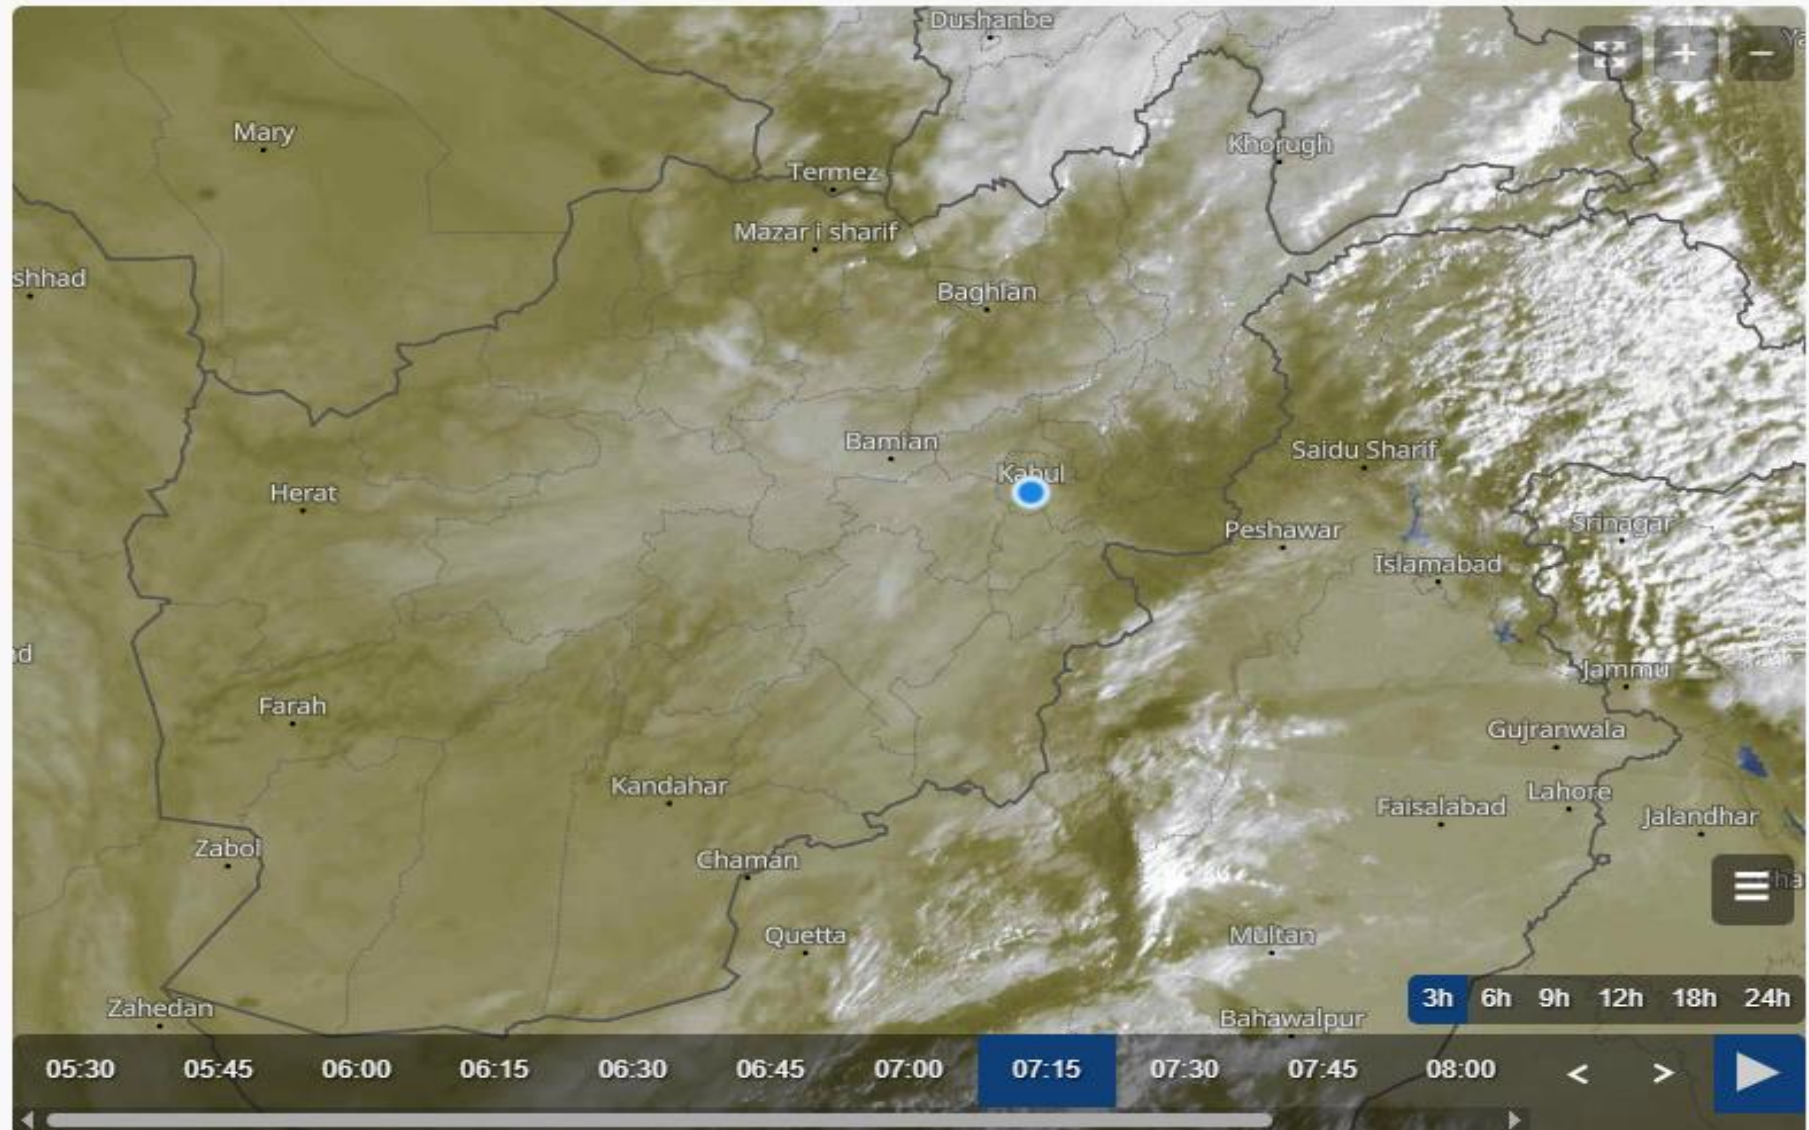 Dushanbe
Mary
Khorugh
Termez
Mazar i sharif
shhad
Baghlan
Bamian
Saidu Sharif
Kabul
Herat
Srinagar
Peshawar
Islamabad
Jammu
Farah
Gujranwala
Kandahar
Lahore
Faisalabad
Jalandhar
Zabol
Chaman
Quetta
Multan
3h 6h 9h 12h 18h 24h
Zahedan
Bahawalpur
05:30 05:45 06:00 06:15 06:30 06:45 07:00 07:15 07:30 07:45 08:00 < >